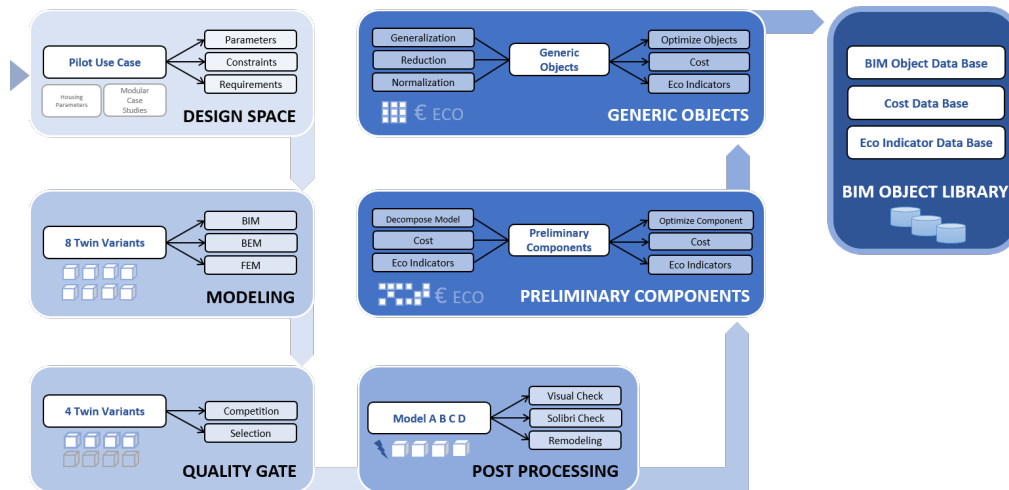 Pilot Use Case
Parameters
Constraints
Requirements
Housing
Parameters
Modular
Case
Studies
DESIGN SPACE
8 Twin Variants
BIM
BEM
FEM
MODELING
4 Twin Variants
Competition
Selection
QUALITY GATE
Model A B C D
Visual Check
Solibri Check
Remodeling
POST PROCESSING
Decompose Model
Cost
Eco Indicators
Preliminary
Components
Optimize Component
Cost
Eco Indicators
€ ECO
PRELIMINARY COMPONENTS
Generalization
Reduction
Normalization
Generic
Objects
Optimize Objects
Cost
Eco Indicators
€ ECO
GENERIC OBJECTS
BIM Object Data Base
Cost Data Base
Eco Indicator Data Base
BIM OBJECT LIBRARY